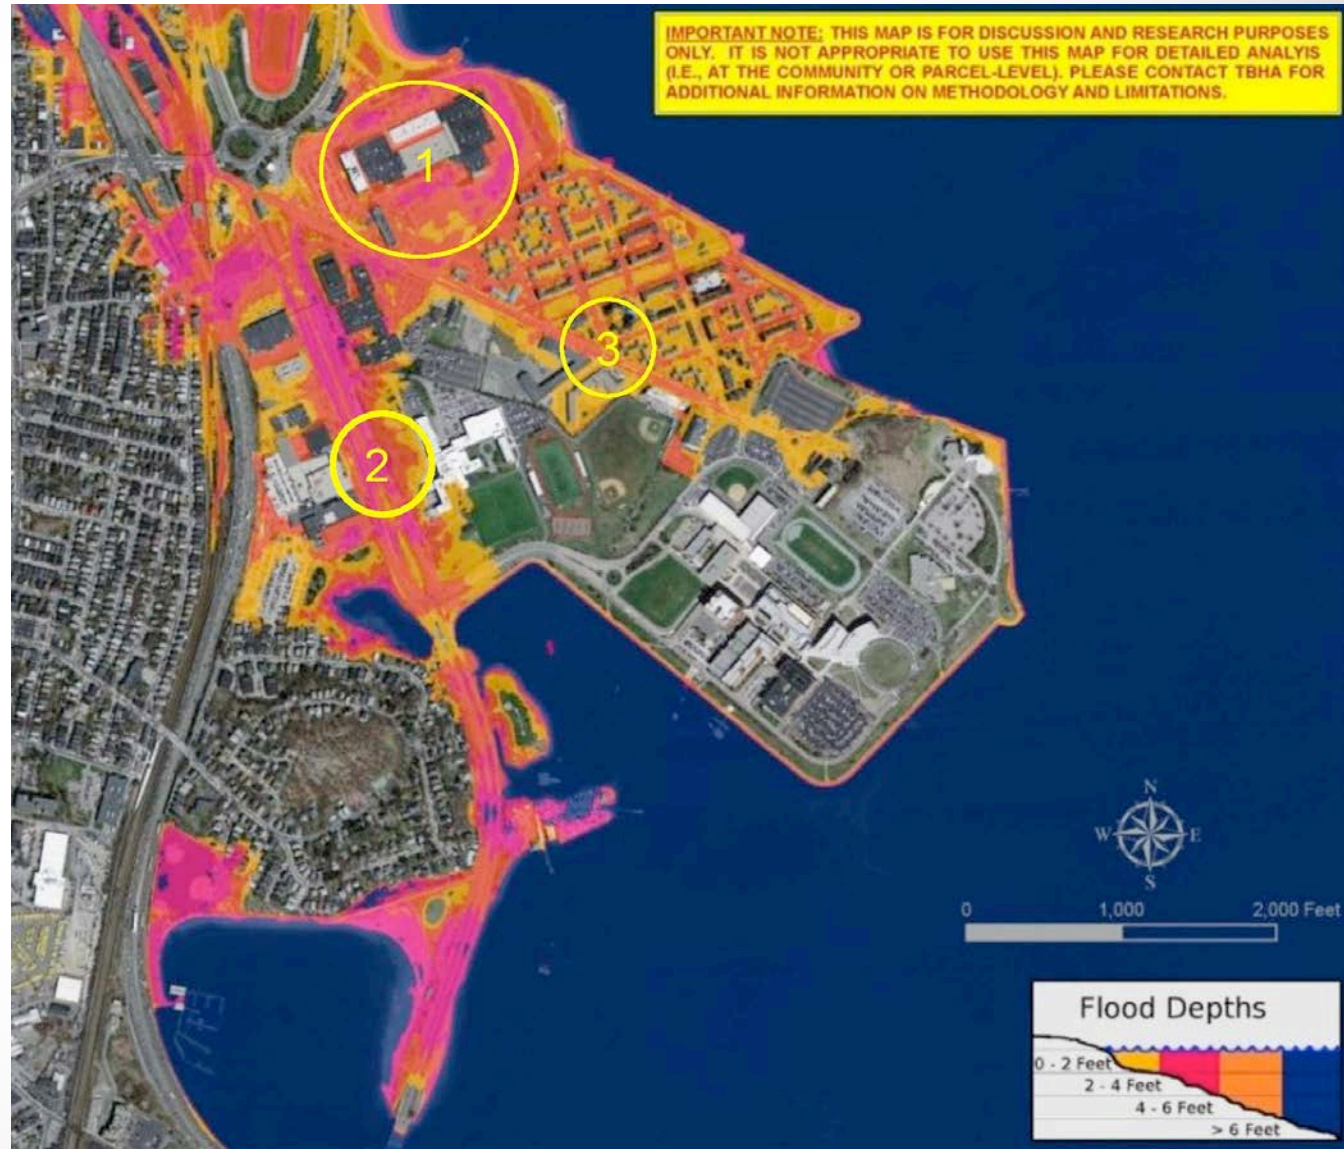 IMPORTANT NOTE: THIS MAP IS FOR DISCUSSION AND RESEARCH PURPOSES
ONLY. IT IS NOT APPROPRIATE TO USE THIS MAP FOR DETAILED ANALYIS
(I.E., AT THE COMMUNITY OR PARCEL-LEVEL). PLEASE CONTACT TBHA FOR
ADDITIONAL INFORMATION ON METHODOLOGY AND LIMITATIONS.
1
3
2
N
W E
S
0 1,000 2,000 Feet
Flood Depths
0 - 2 Feet
2 - 4 Feet
4 - 6 Feet
> 6 Feet